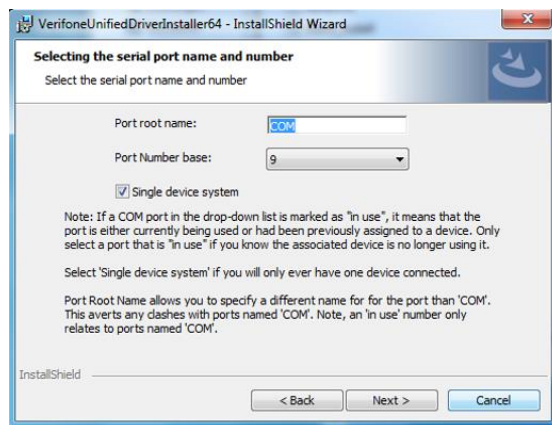 VerifoneUnifiedDriverInstaller64 - InstallShield Wizard
Selecting the serial port name and number
Select the serial port name and number
Port root name:
COM
Port Number base:
9
Single device system
Note: If a COM port in the drop-down list is marked as "in use", it means that the
port is either currently being used or had been previously assigned to a device. Only
select a port that is "in use" if you know the associated device is no longer using it.
Select 'Single device system' if you will only ever have one device connected.
Port Root Name allows you to specify a different name for for the port than 'COM'.
This averts any clashes with ports named 'COM'. Note, an 'in use' number only
relates to ports named 'COM'.
InstallShield
< Back
Next >
Cancel